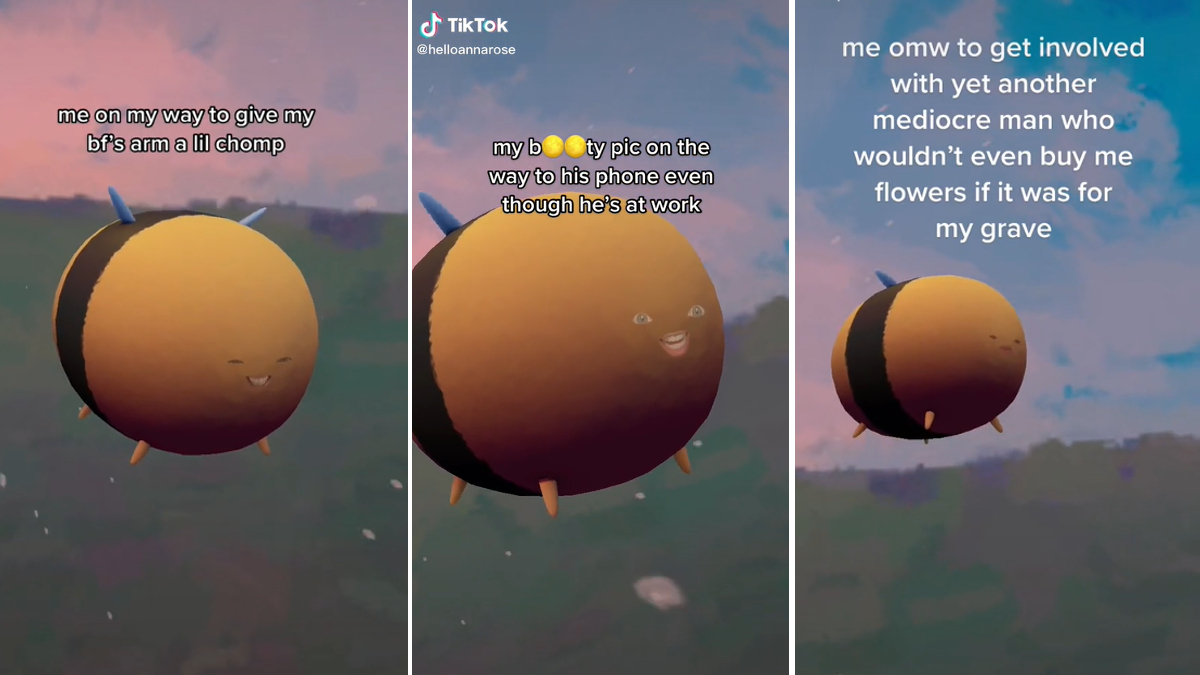 me on my way to give my
bf's arm a lil chomp
TikTok
@helloannarose
my b🌕🌕ty pic on the
way to his phone even
though he's at work
me omw to get involved
with yet another
mediocre man who
wouldn't even buy me
flowers if it was for
my grave